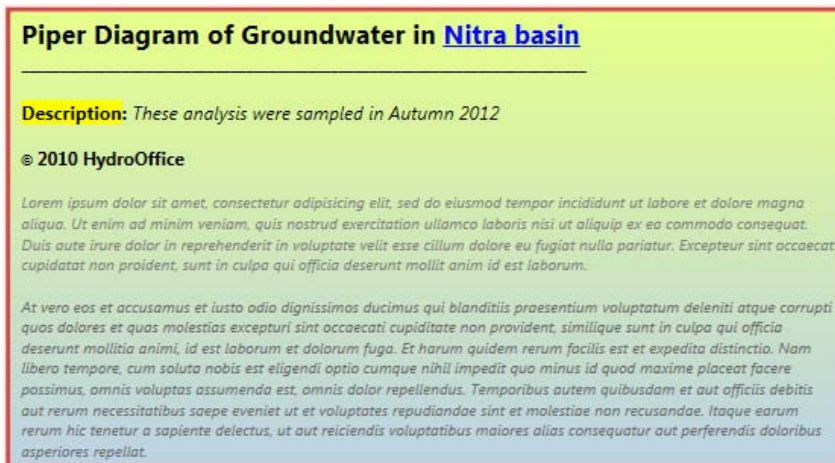 Piper Diagram of Groundwater in Nitra basin
Description: These analysis were sampled in Autumn 2012
© 2010 HydroOffice
Lorem ipsum dolor sit amet, consectetur adipisicing elit, sed do eiusmod tempor incididunt ut labore et dolore magna
aliqua. Ut enim ad minim veniam, quis nostrud exercitation ullamco laboris nisi ut aliquip ex ea commodo consequat.
Duis aute irure dolor in reprehenderit in voluptate velit esse cillum dolore eu fugiat nulla pariatur. Excepteur sint occaecat
cupidatat non proident, sunt in culpa qui officia deserunt mollit anim id est laborum.
At vero eos et accusamus et iusto odio dignissimos ducimus qui blanditiis praesentium voluptatum deleniti atque corrupti
quos dolores et quas molestias excepturi sint occaecati cupiditate non provident, similique sunt in culpa qui officia
deserunt mollitia animi, id est laborum et dolorum fuga. Et harum quidem rerum facilis est et expedita distinctio. Nam
libero tempore, cum soluta nobis est eligendi optio cumque nihil impedit quo minus id quod maxime placeat facere
possimus, omnis voluptas assumenda est, omnis dolor repellendus. Temporibus autem quibusdam et aut officiis debitis
aut rerum necessitatibus saepe eveniet ut et voluptates repudiandae sint et molestiae non recusandae. Itaque earum
rerum hic tenetur a sapiente delectus, ut aut reiciendis voluptatibus maiores alias consequatur aut perferendis doloribus
asperiores repellat.